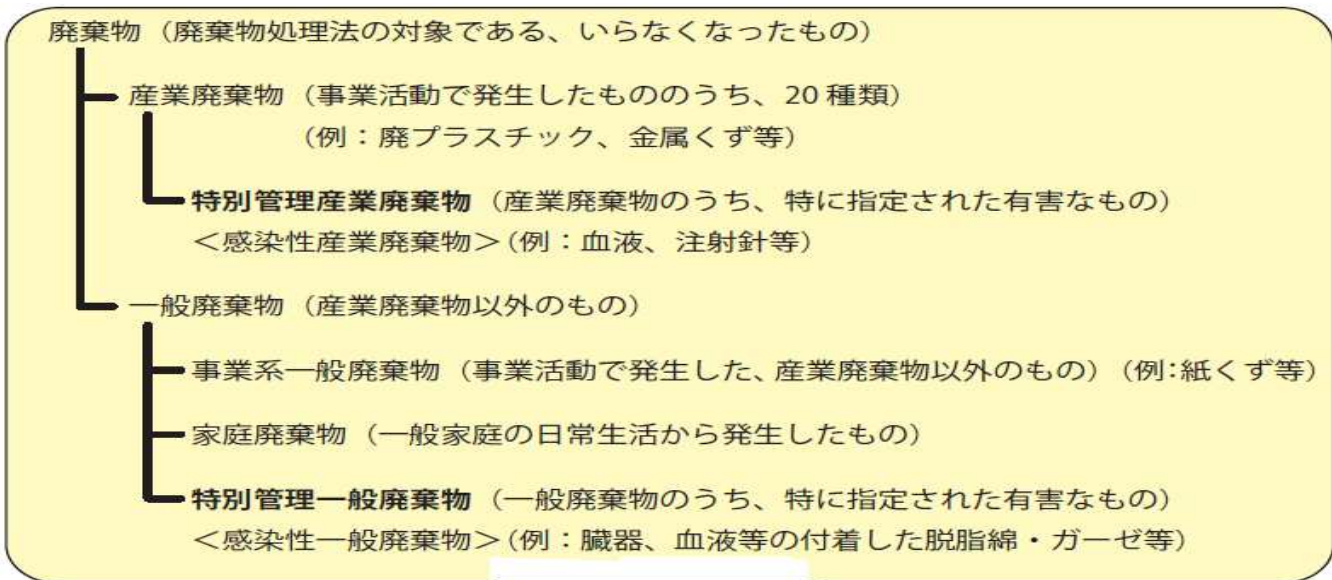 廃棄物（廃棄物処理法の対象である、いらなくなったもの）
産業廃棄物（事業活動で発生したもののうち、20 種類）
（例：廃プラスチック、金属くず等）
特別管理産業廃棄物（産業廃棄物のうち、特に指定された有害なもの）
＜感染性産業廃棄物＞（例：血液、注射針等）
一般廃棄物（産業廃棄物以外のもの）
事業系一般廃棄物（事業活動で発生した、産業廃棄物以外のもの）（例：紙くず等）
家庭廃棄物（一般家庭の日常生活から発生したもの）
特別管理一般廃棄物（一般廃棄物のうち、特に指定された有害なもの）
＜感染性一般廃棄物＞（例：臓器、血液等の付着した脱脂綿・ガーゼ等）